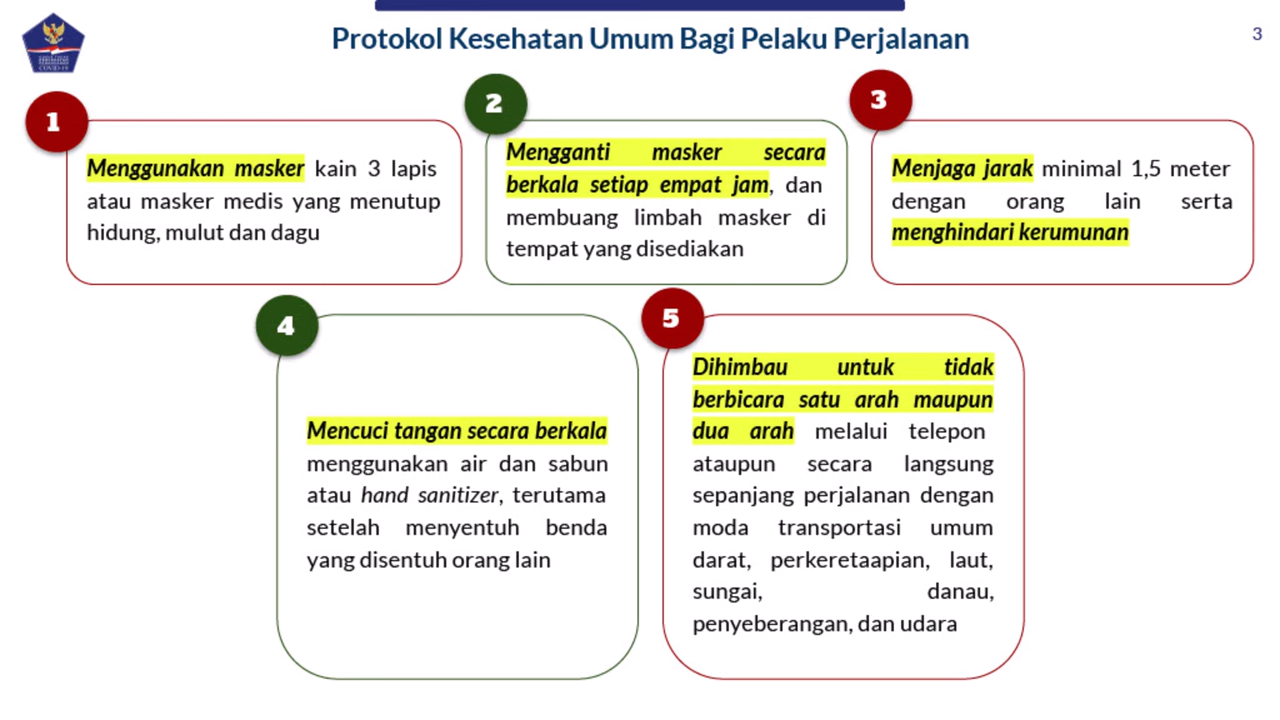 Protokol Kesehatan Umum Bagi Pelaku Perjalanan
3
COVID-19
1
Menggunakan masker kain 3 lapis
atau masker medis yang menutup
hidung, mulut dan dagu
2
Mengganti masker secara
berkala setiap empat jam, dan
membuang limbah masker di
tempat yang disediakan
3
Menjaga jarak minimal 1,5 meter
dengan orang lain serta
menghindari kerumunan
4
Mencuci tangan secara berkala
menggunakan air dan sabun
atau hand sanitizer, terutama
setelah menyentuh benda
yang disentuh orang lain
5
Dihimbau untuk tidak
berbicara satu arah maupun
dua arah melalui telepon
ataupun secara langsung
sepanjang perjalanan dengan
moda transportasi umum
darat, perkeretaapian, laut,
sungai, danau,
penyeberangan, dan udara